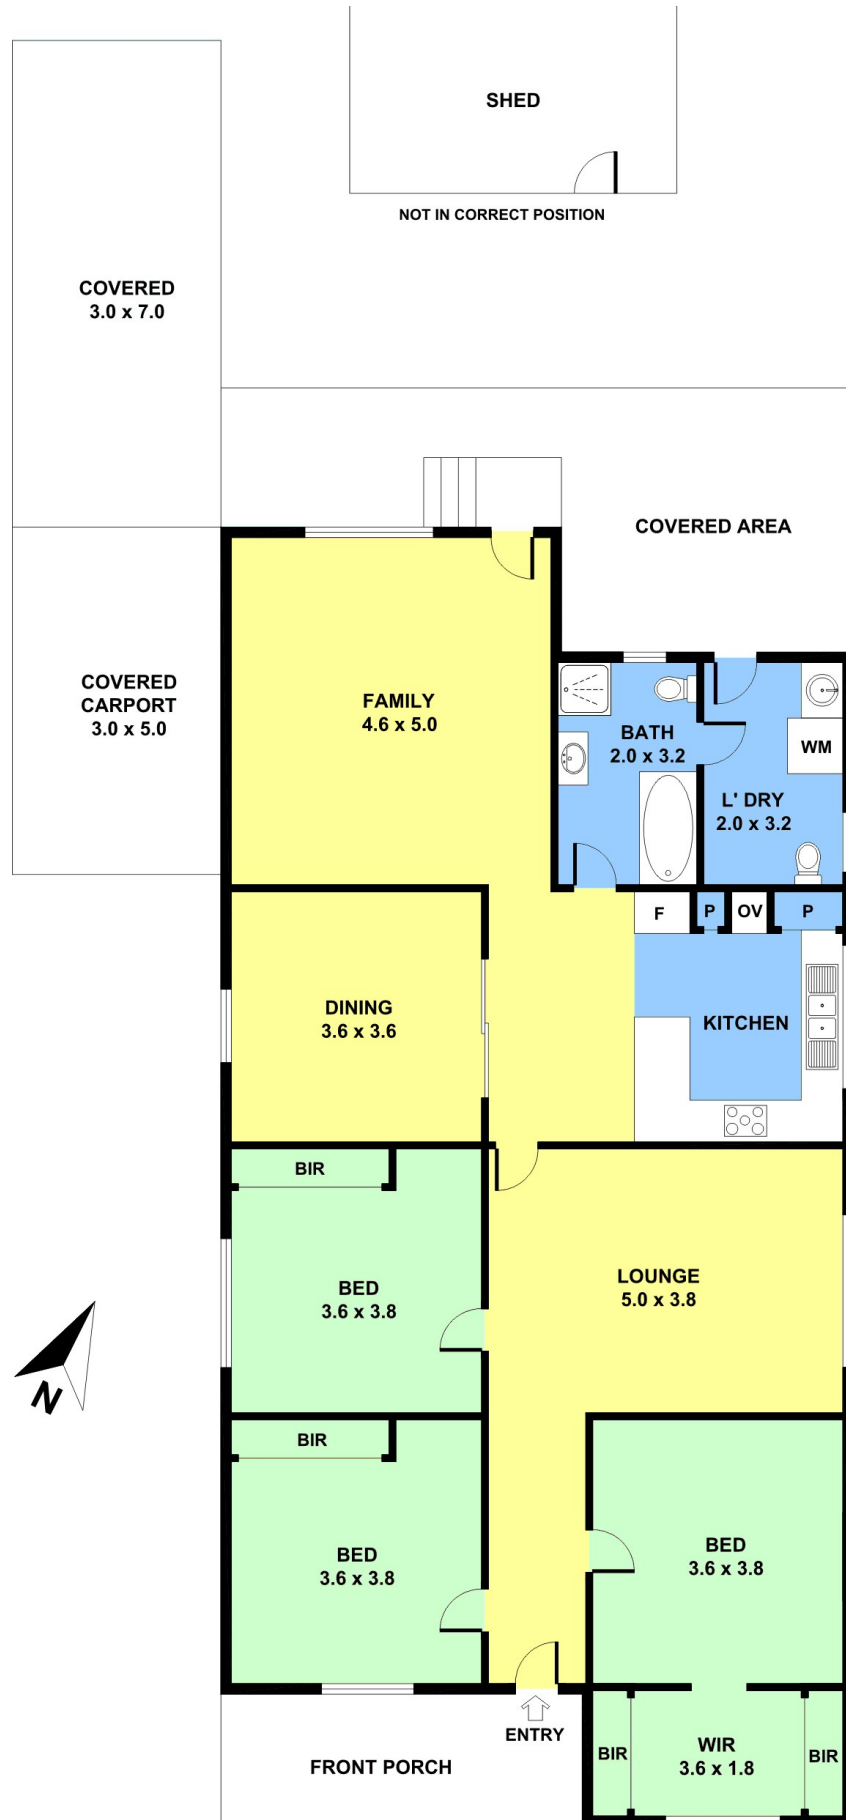 SHED
NOT IN CORRECT POSITION
COVERED
3.0 x 7.0
COVERED AREA
COVERED
CARPORT
3.0 x 5.0
FAMILY
4.6 x 5.0
BATH
2.0 x 3.2
WM
L' DRY
2.0 x 3.2
F
P
OV
P
DINING
3.6 x 3.6
KITCHEN
BIR
BED
3.6 x 3.8
LOUNGE
5.0 x 3.8
N
BIR
BED
3.6 x 3.8
BED
3.6 x 3.8
ENTRY
FRONT PORCH
BIR
WIR
3.6 x 1.8
BIR